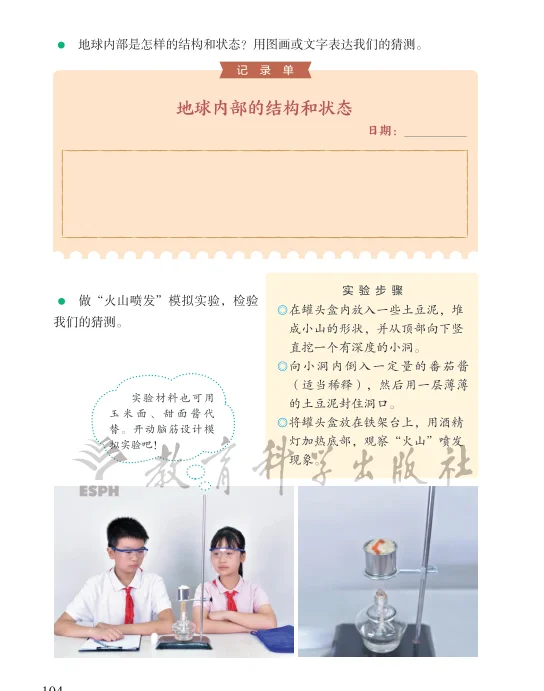 ● 地球内部是怎样的结构和状态？用图画或文字表达我们的猜测。
记录单
地球内部的结构和状态
日期：
● 做“火山喷发”模拟实验，检验
我们的猜测。
实验步骤
◎在罐头盒内放入一些土豆泥，堆
成小山的形状，并从顶部向下竖
直挖一个有深度的小洞。
◎向小洞内倒入一定量的番茄酱
（适当稀释），然后用一层薄薄
的土豆泥封住洞口。
◎将罐头盒放在铁架台上，用酒精
灯加热底部，观察“火山”喷发
现象。
实验材料也可用
玉米面、甜面酱代
替。开动脑筋设计模
拟实验吧！
ESPH 教育科学出版社
104